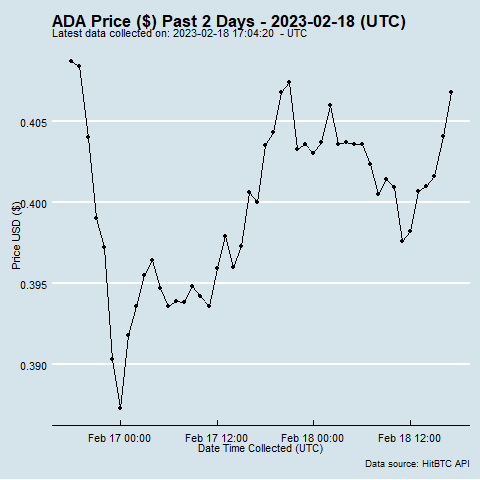 ADA Price ($) Past 2 Days - 2023-02-18 (UTC)
Latest data collected on: 2023-02-18 17:04:20  - UTC
Price USD ($)
0.405
0.400
0.395
0.390
Feb 17 00:00 Feb 17 12:00 Feb 18 00:00 Feb 18 12:00
Date Time Collected (UTC)
Data source: HitBTC API